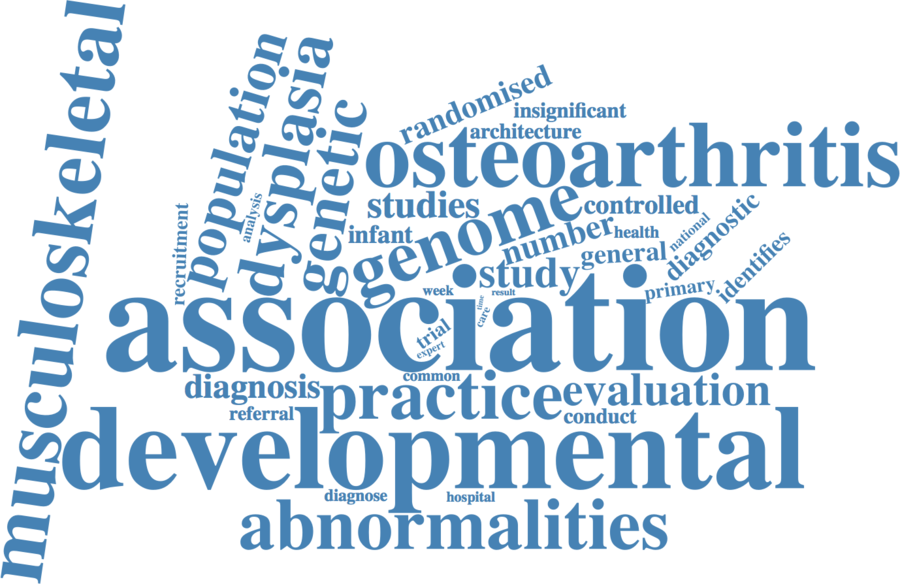 musculoskeletal
population
dysplasia
genetic
randomised
insignificant
architecture
osteoarthritis
analysis
recruitment
studies
genome
controlled
infant
number
health
national
diagnostic
general
identifies
study
primary
week
result
time
care
association
trial
expert
common
diagnosis
practice
evaluation
referral
conduct
developmental
diagnose
hospital
abnormalities